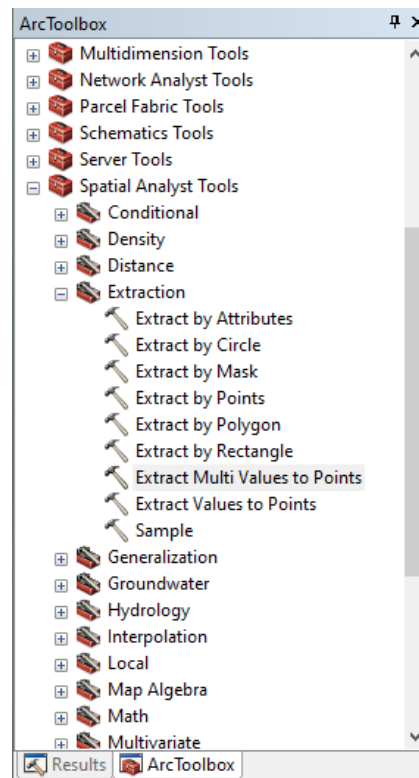 ArcToolbox
Multidimension Tools
Network Analyst Tools
Parcel Fabric Tools
Schematics Tools
Server Tools
Spatial Analyst Tools
Conditional
Density
Distance
Extraction
Extract by Attributes
Extract by Circle
Extract by Mask
Extract by Points
Extract by Polygon
Extract by Rectangle
Extract Multi Values to Points
Extract Values to Points
Sample
Generalization
Groundwater
Hydrology
Interpolation
Local
Map Algebra
Math
Multivariate
Results ArcToolbox